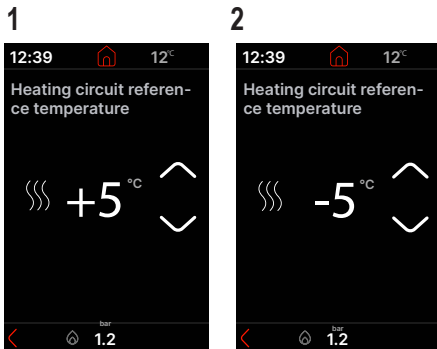 1
12:39 12°C
Heating circuit referen-
ce temperature
+5 °C
bar
1.2
2
12:39 12°C
Heating circuit referen-
ce temperature
-5 °C
bar
1.2